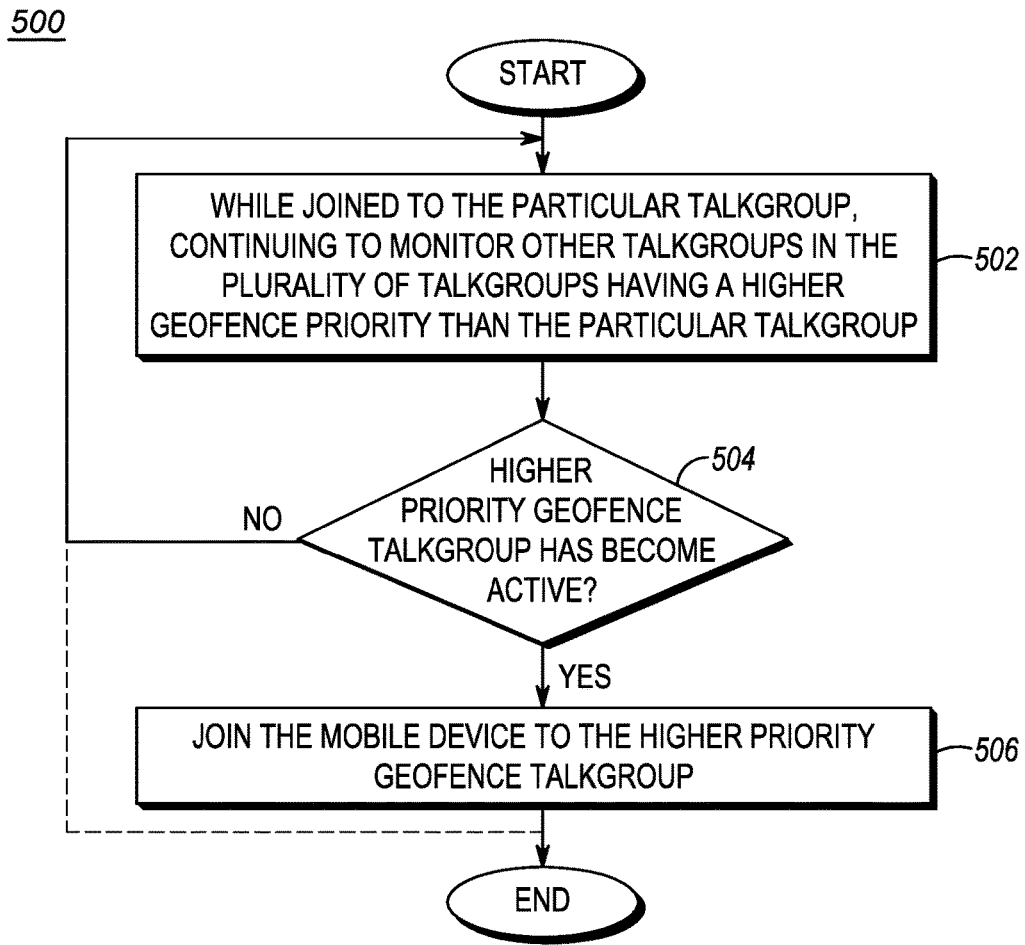 500
START
WHILE JOINED TO THE PARTICULAR TALKGROUP,
CONTINUING TO MONITOR OTHER TALKGROUPS IN THE
PLURALITY OF TALKGROUPS HAVING A HIGHER
GEOFENCE PRIORITY THAN THE PARTICULAR TALKGROUP
502
HIGHER
PRIORITY GEOFENCE
TALKGROUP HAS BECOME
ACTIVE?
504
NO
YES
JOIN THE MOBILE DEVICE TO THE HIGHER PRIORITY
GEOFENCE TALKGROUP
506
END